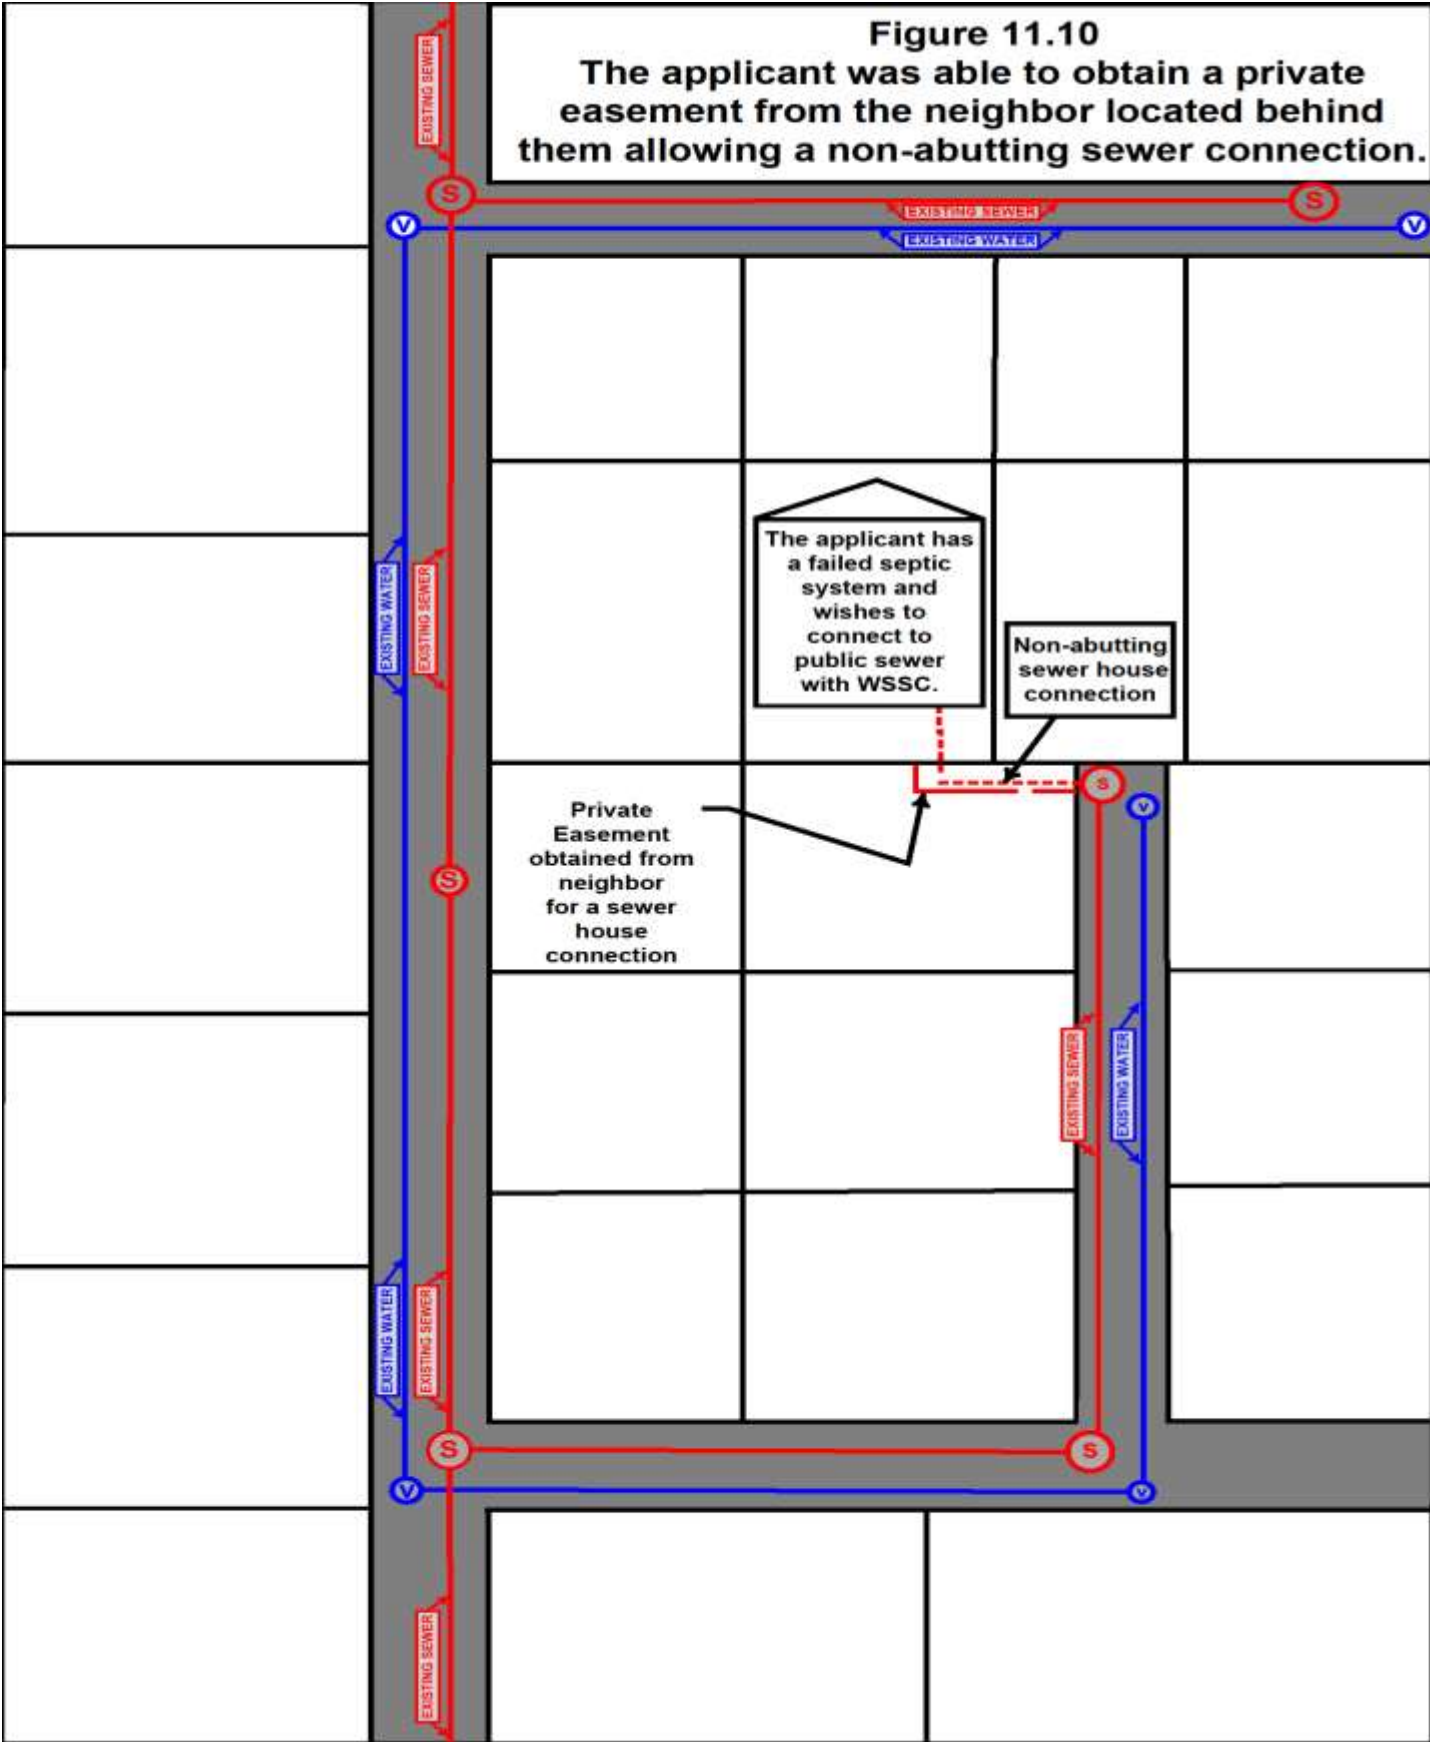 Figure 11.10
The applicant was able to obtain a private
easement from the neighbor located behind
them allowing a non-abutting sewer connection.
EXISTING SEWER
S
S
EXISTING SEWER
V
V
EXISTING WATER
The applicant has
a failed septic
system and
wishes to
connect to
public sewer
with WSSC.
EXISTING WATER
EXISTING SEWER
Non-abutting
sewer house
connection
S
V
Private
Easement
obtained from
neighbor
for a sewer
house
connection
S
EXISTING SEWER
EXISTING WATER
EXISTING WATER
EXISTING SEWER
S
S
V
V
EXISTING SEWER